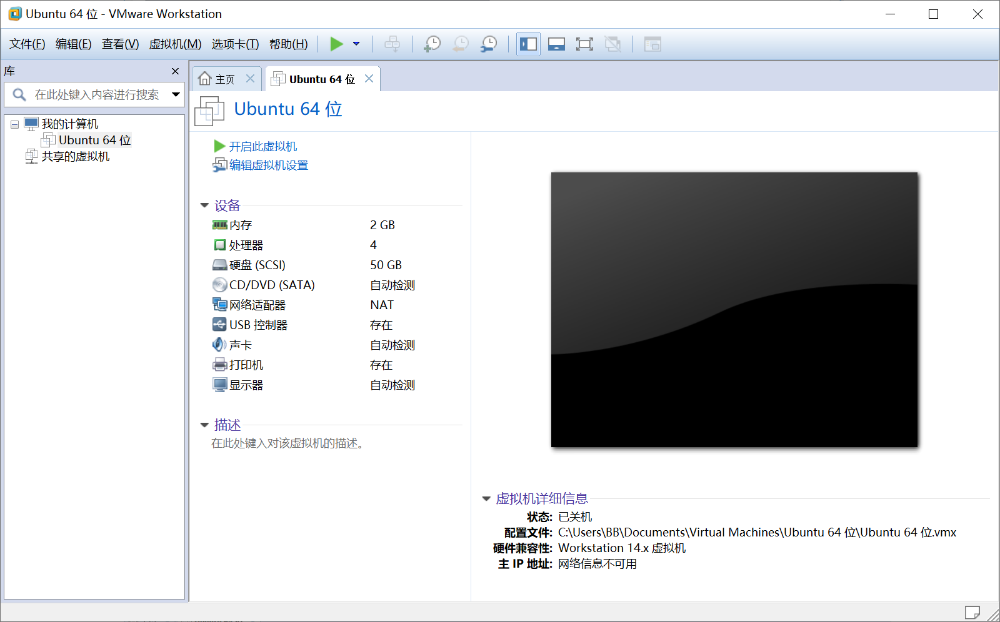 Ubuntu 64 位 - VMware Workstation
文件(F) 编辑(E) 查看(V) 虚拟机(M) 选项卡(T) 帮助(H)
库
在此处键入内容进行搜索
我的计算机
Ubuntu 64 位
共享的虚拟机
主页 Ubuntu 64 位
Ubuntu 64 位
开启此虚拟机
编辑虚拟机设置
设备
内存 2 GB
处理器 4
硬盘 (SCSI) 50 GB
CD/DVD (SATA) 自动检测
网络适配器 NAT
USB 控制器 存在
声卡 自动检测
打印机 存在
显示器 自动检测
描述
在此处键入对该虚拟机的描述。
虚拟机详细信息
状态: 已关机
配置文件: C:\Users\BB\Documents\Virtual Machines\Ubuntu 64 位\Ubuntu 64 位.vmx
硬件兼容性: Workstation 14.x 虚拟机
主 IP 地址: 网络信息不可用